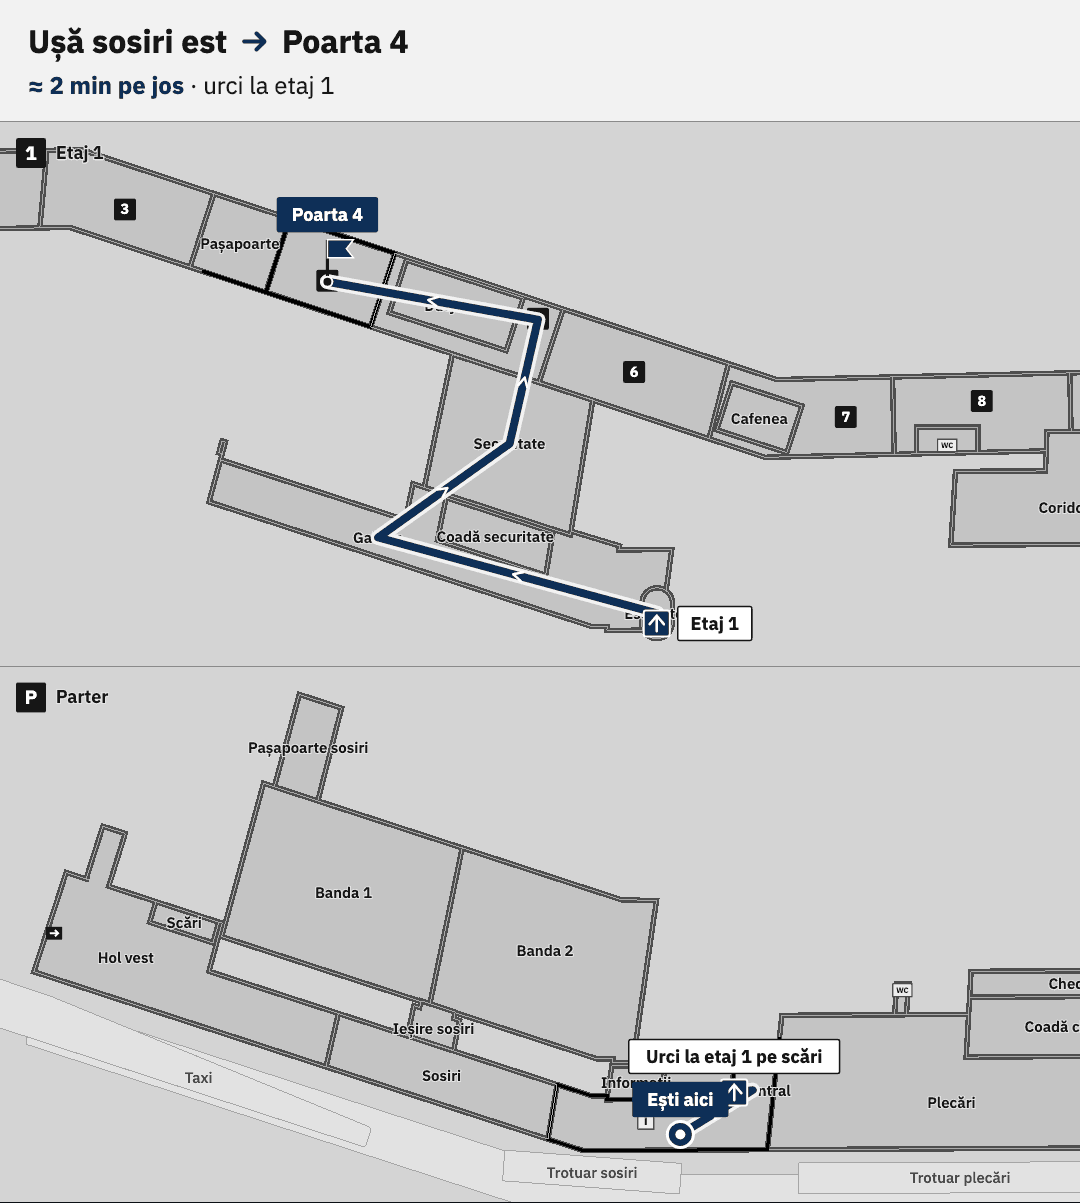 Ușă sosiri est → Poarta 4
≈ 2 min pe jos · urci la etaj 1
1 Etaj 1
3
Pașapoarte
Poarta 4
6
Cafenea
7
8
WC
Coadă securitate
Etaj 1
P Parter
Pașapoarte sosiri
Banda 1
Banda 2
Scări
Hol vest
Ieșire sosiri
Sosiri
Taxi
WC
Urci la etaj 1 pe scări
Ești aici
Plecări
Trotuar sosiri
Trotuar plecări